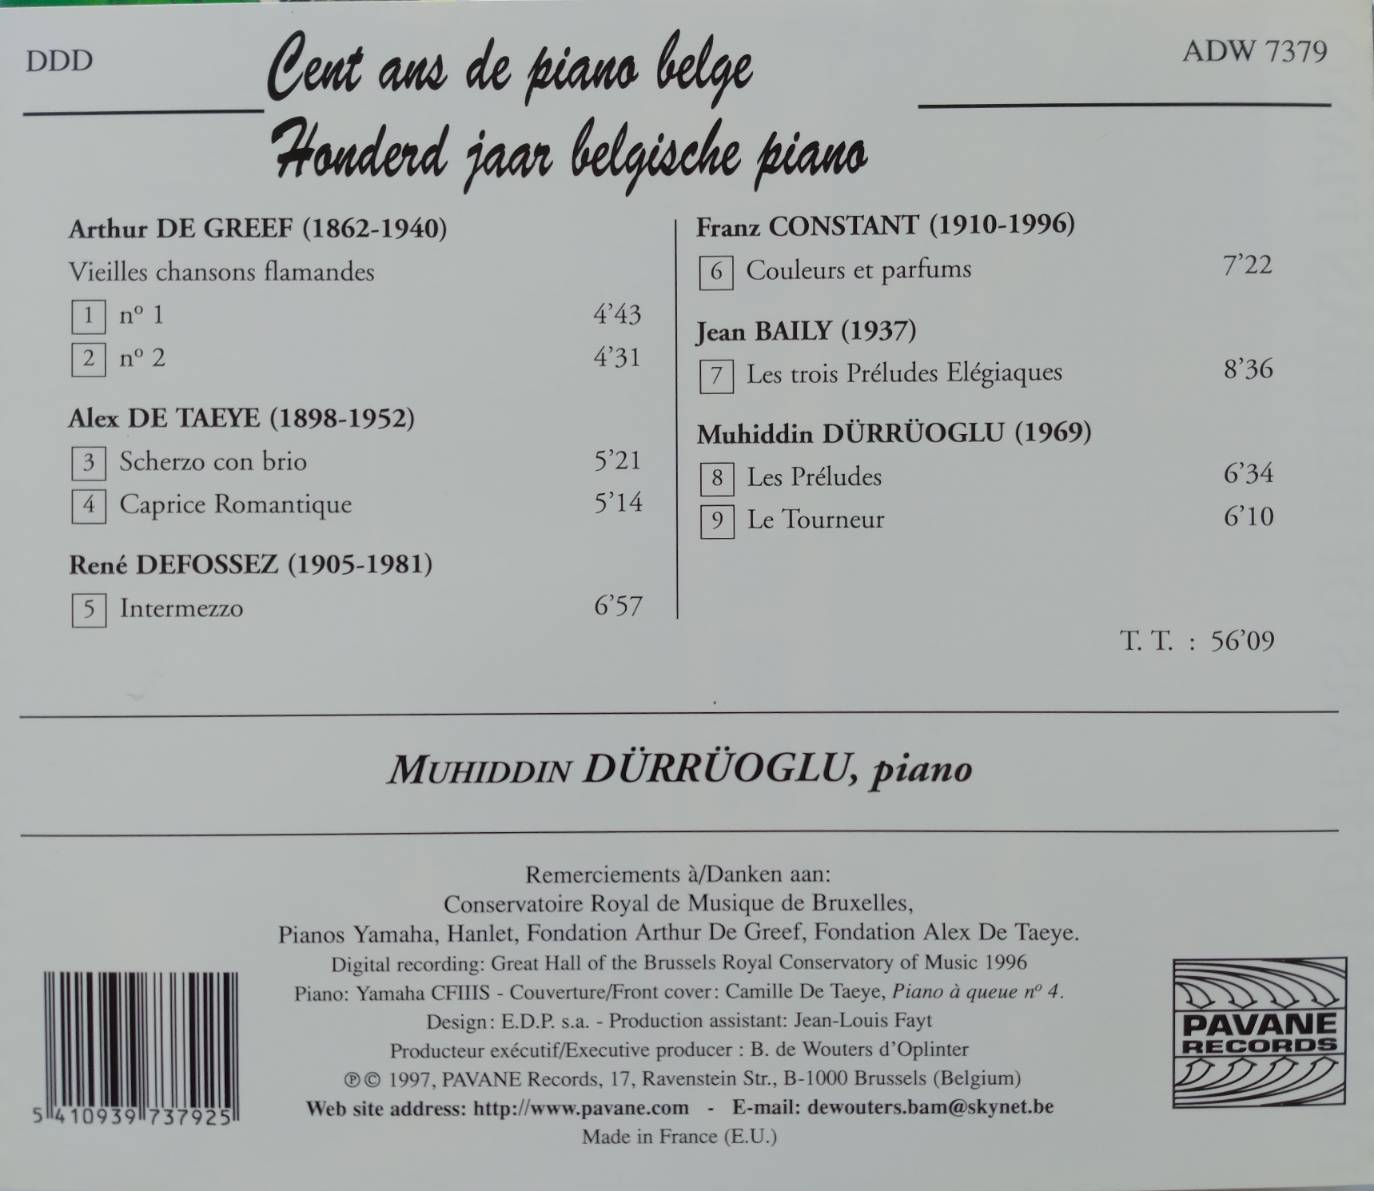 DDD
Cent ans de piano belge
ADW 7379
Honderd jaar belgische piano
Arthur DE GREEF (1862-1940)
Vieilles chansons flamandes
1 nº 1 4'43
2 nº 2 4'31
Alex DE TAEYE (1898-1952)
3 Scherzo con brio 5'21
4 Caprice Romantique 5'14
René DEFOSSEZ (1905-1981)
5 Intermezzo 6'57
Franz CONSTANT (1910-1996)
6 Couleurs et parfums 7'22
Jean BAILY (1937)
7 Les trois Préludes Elégiaques 8'36
Muhiddin DÜRRÜOGLU (1969)
8 Les Préludes 6'34
9 Le Tourneur 6'10
T. T. : 56'09
MUHIDDIN DÜRRÜOGLU, piano
Remerciements à/Danken aan:
Conservatoire Royal de Musique de Bruxelles,
Pianos Yamaha, Hanlet, Fondation Arthur De Greef, Fondation Alex De Taeye.
Digital recording: Great Hall of the Brussels Royal Conservatory of Music 1996
Piano: Yamaha CFIIIS - Couverture/Front cover: Camille De Taeye, Piano à queue nº 4.
Design: E.D.P. s.a. - Production assistant: Jean-Louis Fayt
Producteur exécutif/Executive producer : B. de Wouters d'Oplinter
℗© 1997, PAVANE Records, 17, Ravenstein Str., B-1000 Brussels (Belgium)
Web site address: http://www.pavane.com - E-mail: dewouters.bam@skynet.be
Made in France (E.U.)
5 410939 737925
PAVANE
RECORDS